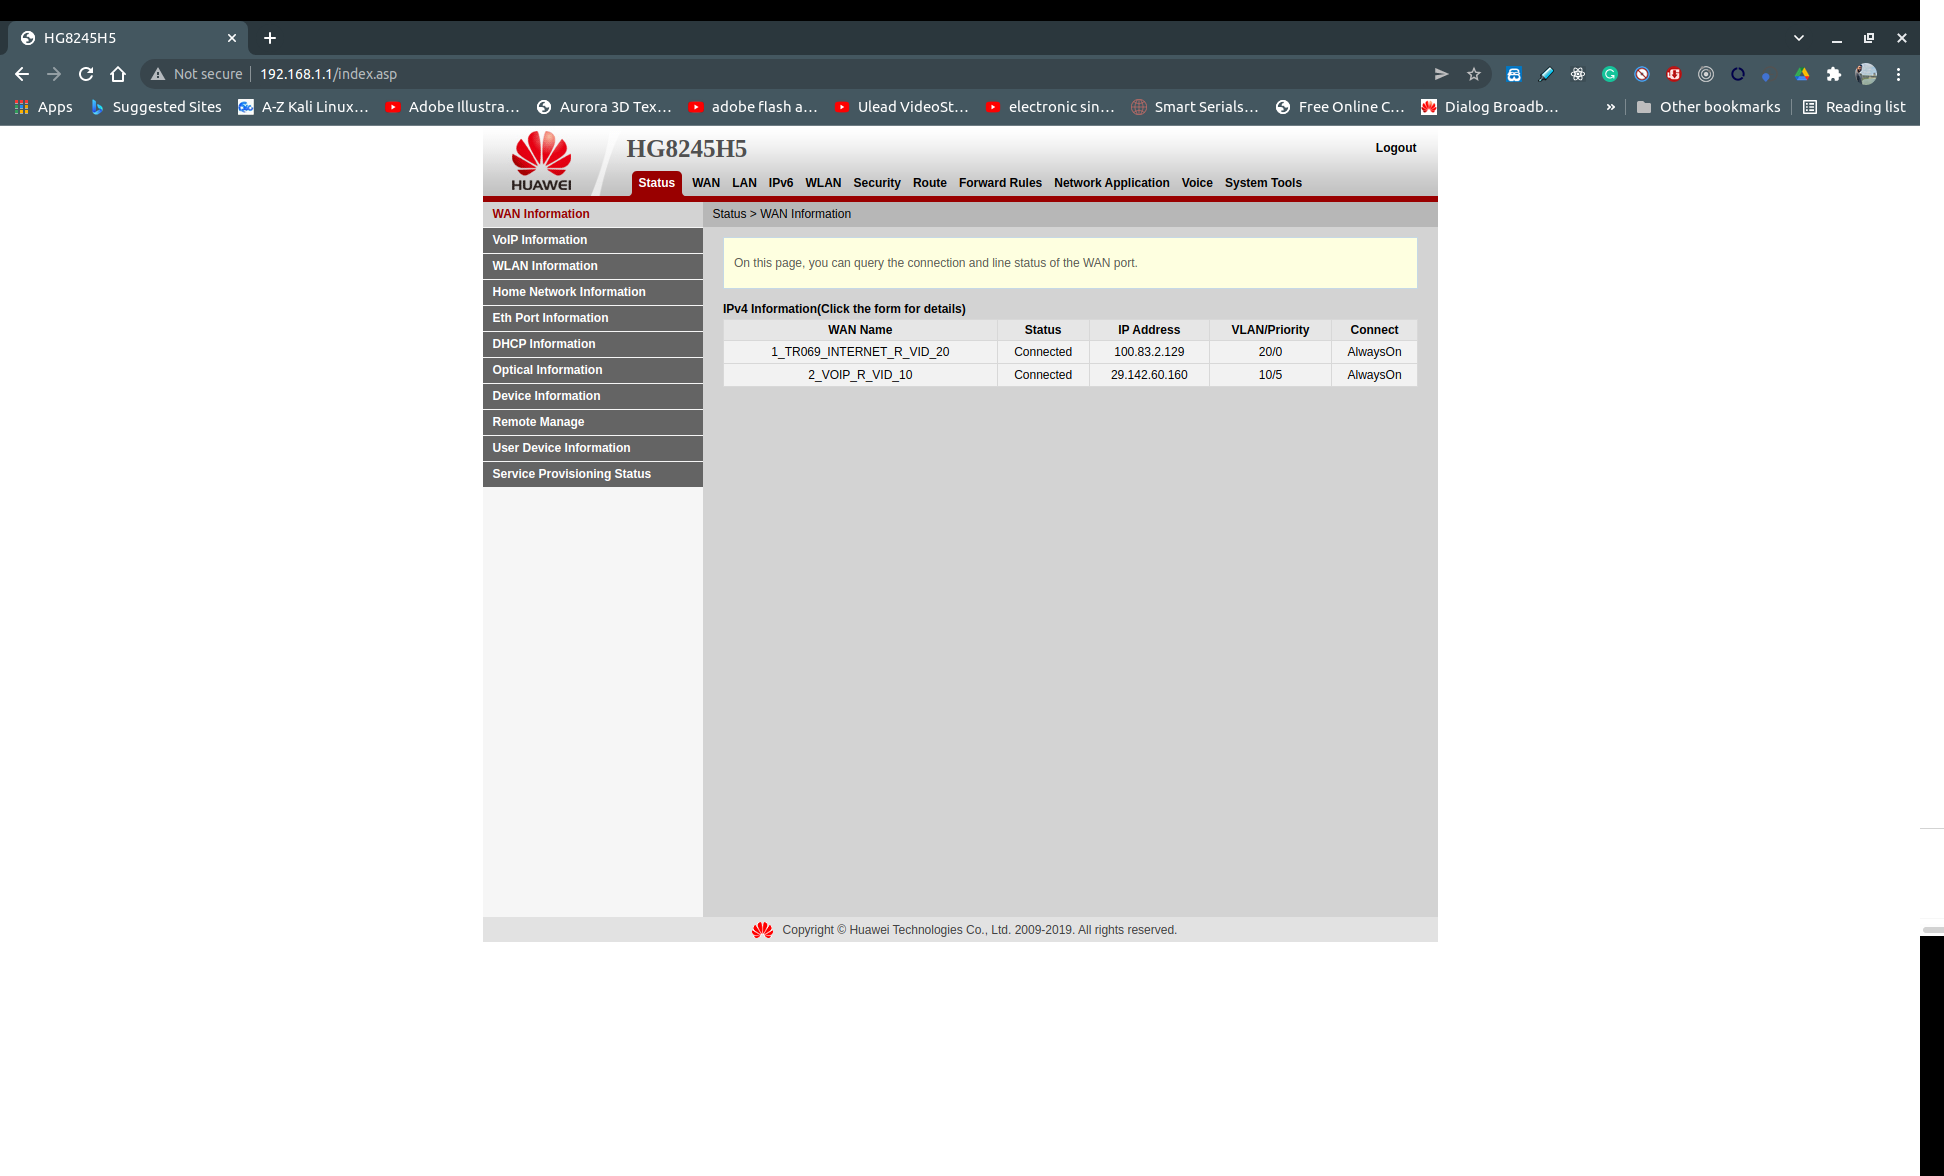 HG8245H5
Not secure 192.168.1.1/index.asp
Apps Suggested Sites A-Z Kali Linux... Adobe Illustra... Aurora 3D Tex... adobe flash a... Ulead VideoSt... electronic sin... Smart Serials... Free Online C... Dialog Broadb... » Other bookmarks Reading list
HUAWEI
HG8245H5
Logout
Status WAN LAN IPv6 WLAN Security Route Forward Rules Network Application Voice System Tools
WAN Information
VoIP Information
WLAN Information
Home Network Information
Eth Port Information
DHCP Information
Optical Information
Device Information
Remote Manage
User Device Information
Service Provisioning Status
Status > WAN Information
On this page, you can query the connection and line status of the WAN port.
IPv4 Information(Click the form for details)
WAN Name Status IP Address VLAN/Priority Connect
1_TR069_INTERNET_R_VID_20 Connected 100.83.2.129 20/0 AlwaysOn
2_VOIP_R_VID_10 Connected 29.142.60.160 10/5 AlwaysOn
Copyright © Huawei Technologies Co., Ltd. 2009-2019. All rights reserved.